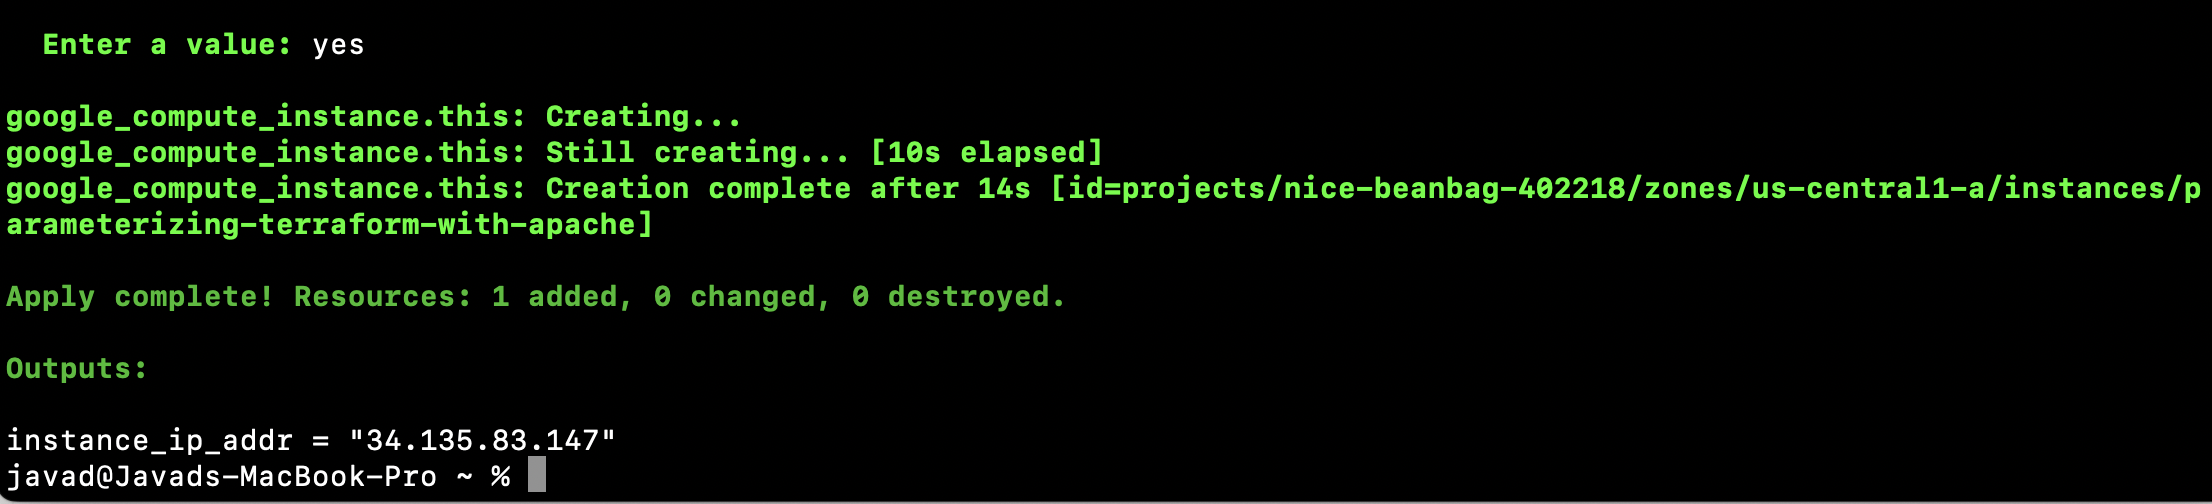 Enter a value: yes
google_compute_instance.this: Creating...
google_compute_instance.this: Still creating... [10s elapsed]
google_compute_instance.this: Creation complete after 14s [id=projects/nice-beanbag-402218/zones/us-central1-a/instances/p
arameterizing-terraform-with-apache]
Apply complete! Resources: 1 added, 0 changed, 0 destroyed.
Outputs:
instance_ip_addr = "34.135.83.147"
javad@Javads-MacBook-Pro ~ %